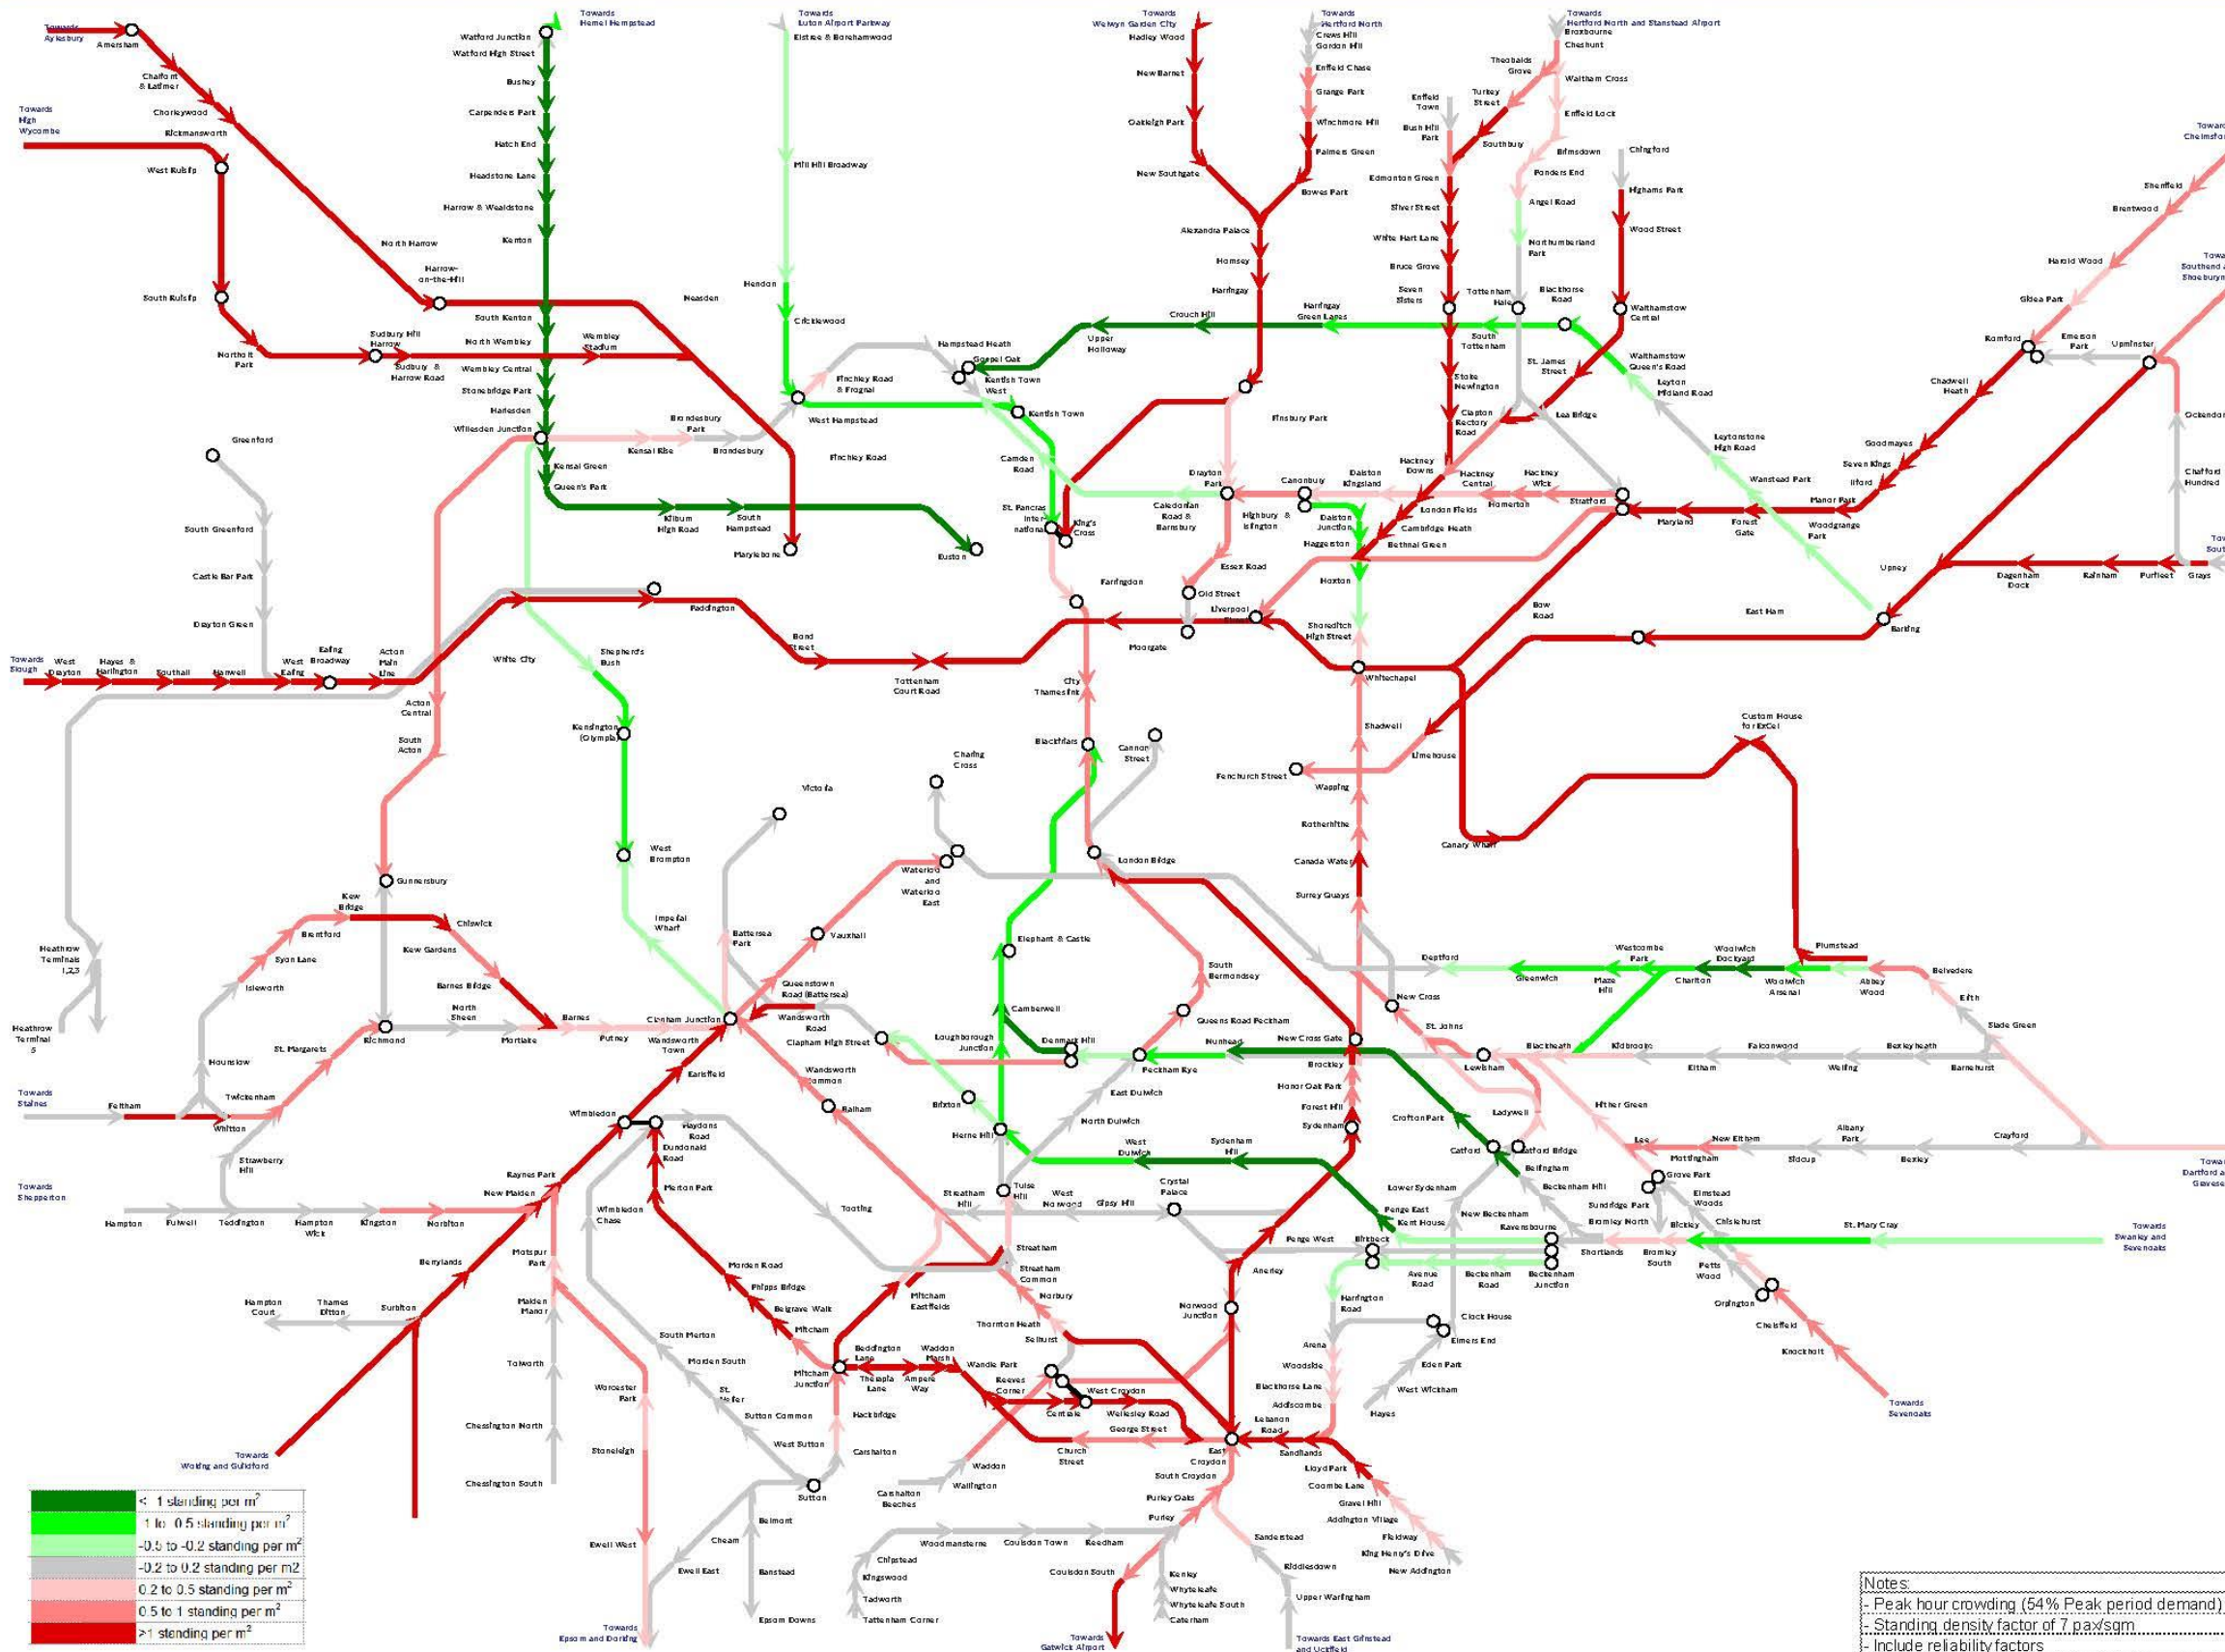 Towards
Aylesbury
Amersham
Chalfont
& Latimer
Chorleywood
Rickmansworth
Towards
High
Wycombe
West Ruislip
North Harrow
Harrow-
on-the-Hill
South Ruislip
Northolt
Park
Sudbury Hill
Harrow
Sudbury &
Harrow Road
Wembley
Stadium
Neasden
Marylebone
Towards
Hemel Hempstead
Watford Junction
Watford High Street
Bushey
Carpenders Park
Hatch End
Headstone Lane
Harrow & Wealdstone
Kenton
South Kenton
North Wembley
Wembley Central
Stonebridge Park
Harlesden
Willesden Junction
Kensal Green
Queen's Park
Kilburn
High Road
South
Hampstead
Euston
Towards
Luton Airport Parkway
Elstree & Borehamwood
Mill Hill Broadway
Hendon
Cricklewood
West Hampstead
Kensal Rise
Brondesbury
Park
Brondesbury
Finchley Road
& Frognal
Finchley Road
Hampstead Heath
Gospel Oak
Kentish Town
West
Kentish Town
Camden
Road
St. Pancras
Inter-
national
King's
Cross
Towards
Welwyn Garden City
Hadley Wood
New Barnet
Oakleigh Park
New Southgate
Alexandra Palace
Hornsey
Harringay
Towards
Hertford North
Crews Hill
Gordon Hill
Enfield Chase
Grange Park
Winchmore Hill
Palmers Green
Bowes Park
Finsbury Park
Drayton
Park
Highbury &
Islington
Essex Road
Old Street
Moorgate
Crouch Hill
Upper
Holloway
Harringay
Green Lanes
South
Tottenham
Towards
Hertford North and Stanstead Airport
Broxbourne
Cheshunt
Theobalds
Grove
Waltham Cross
Turkey
Street
Enfield Lock
Southbury
Brimsdown
Enfield
Town
Bush Hill
Park
Ponders End
Edmonton Green
Angel Road
Silver Street
White Hart Lane
Northumberland
Park
Bruce Grove
Seven
Sisters
Tottenham
Hale
Blackhorse
Road
Chingford
Highams Park
Wood Street
Walthamstow
Central
St. James
Street
Walthamstow
Queen's Road
Leyton
Midland Road
Stoke
Newington
Clapton
Rectory
Road
Lea Bridge
Leytonstone
High Road
Wanstead Park
Woodgrange
Park
Hackney
Downs
Hackney
Central
Hackney
Wick
Homerton
Dalston
Kingsland
Canonbury
Caledonian
Road &
Barnsbury
Dalston
Junction
Haggerston
Hoxton
Shoreditch
High Street
London Fields
Cambridge Heath
Bethnal Green
Stratford
Maryland
Forest
Gate
Manor Park
Ilford
Seven Kings
Goodmayes
Chadwell
Heath
Romford
Gidea Park
Harold Wood
Brentwood
Shenfield
Emerson
Park
Upminster
Ockendon
Chafford
Hundred
Grays
Purfleet
Rainham
Dagenham
Dock
Upney
Barking
East Ham
Bow
Road
Greenford
South Greenford
Castle Bar Park
Drayton Green
Towards
Slough
West
Drayton
Hayes &
Harlington
Southall
Hanwell
West
Ealing
Ealing
Broadway
Acton
Main
Line
Paddington
Bond
Street
Tottenham
Court Road
Farringdon
Liverpool
Street
Whitechapel
White City
Shepherd's
Bush
Kensington
(Olympia)
West
Brompton
Imperial
Wharf
Acton
Central
South
Acton
Gunnersbury
Kew Gardens
Richmond
City
Thameslink
Blackfriars
Cannon
Street
Charing
Cross
Victoria
Fenchurch Street
Limehouse
Shadwell
Wapping
Rotherhithe
Canada Water
Surrey Quays
Canary Wharf
Custom House
for ExCel
Waterloo
and
Waterloo
East
London Bridge
Vauxhall
Battersea
Park
Queenstown
Road (Battersea)
Wandsworth
Road
Clapham High Street
Clapham Junction
Wandsworth
Town
Putney
Barnes
Mortlake
North
Sheen
Barnes Bridge
Chiswick
Kew
Bridge
Brentford
Syon Lane
Isleworth
Hounslow
St. Margarets
Twickenham
Whitton
Feltham
Towards
Staines
Heathrow
Terminals
1,2,3
Heathrow
Terminal
5
Strawberry
Hill
Towards
Shepperton
Hampton
Fulwell
Teddington
Hampton
Wick
Kingston
Norbiton
New Malden
Raynes Park
Wimbledon
Earlsfield
Wandsworth
Common
Balham
Haydons
Road
Dundonald
Road
Merton Park
Wimbledon
Chase
Tooting
Morden Road
Phipps Bridge
Belgrave Walk
Mitcham
Mitcham
Junction
Mitcham
Eastfields
Berrylands
Surbiton
Thames
Ditton
Hampton
Court
Towards
Woking and Guildford
Motspur
Park
Malden
Manor
Tolworth
Chessington North
Chessington South
Worcester
Park
Stoneleigh
Ewell West
Towards
Epsom and Dorking
South Merton
Morden South
St.
Helier
Sutton Common
West Sutton
Sutton
Hackbridge
Carshalton
Belmont
Cheam
Ewell East
Banstead
Epsom Downs
Elephant & Castle
Camberwell
Loughborough
Junction
Denmark Hill
Brixton
Herne Hill
East Dulwich
North Dulwich
Tulse
Hill
West
Dulwich
Sydenham
Hill
Streatham
Hill
West
Norwood
Gipsy Hill
Crystal
Palace
Streatham
Streatham
Common
Norbury
Thornton Heath
Selhurst
South
Bermondsey
Queens Road Peckham
Peckham Rye
Nunhead
New Cross Gate
Brockley
Honor Oak Park
Forest Hill
Sydenham
Penge West
Anerley
Norwood
Junction
Deptford
Greenwich
Maze
Hill
Westcombe
Park
Charlton
Woolwich
Dockyard
Woolwich
Arsenal
Plumstead
Abbey
Wood
Belvedere
Erith
Slade Green
New Cross
St. Johns
Lewisham
Blackheath
Kidbrooke
Eltham
Falconwood
Welling
Bexleyheath
Barnehurst
Hither Green
Lee
New Eltham
Mottingham
Sidcup
Albany
Park
Bexley
Crayford
Crofton Park
Catford
Catford Bridge
Ladywell
Bellingham
Beckenham Hill
Lower Sydenham
New Beckenham
Ravensbourne
Penge East
Kent House
Birkbeck
Avenue
Road
Beckenham
Road
Beckenham
Junction
Shortlands
Bromley
South
Bromley North
Sundridge Park
Grove Park
Elmstead
Woods
Chislehurst
Bickley
Petts
Wood
St. Mary Cray
Towards
Swanley and
Sevenoaks
Orpington
Chelsfield
Knockholt
Towards
Sevenoaks
Harrington
Road
Clock House
Elmers End
Arena
Woodside
Blackhorse Lane
Addiscombe
Eden Park
West Wickham
Hayes
Beddington
Lane
Therapia
Lane
Ampere
Way
Waddon
Marsh
Wandle Park
Reeves
Corner
West Croydon
Centrale
Wellesley Road
George Street
Church
Street
East
Croydon
Lebanon
Road
Sandilands
Lloyd Park
Coombe Lane
Gravel Hill
Addington Village
Fieldway
King Henry's Drive
New Addington
Waddon
Wallington
Carshalton
Beeches
South Croydon
Purley Oaks
Purley
Sanderstead
Riddlesdown
Upper Warlingham
Woodmansterne
Coulsdon Town
Reedham
Chipstead
Kingswood
Tadworth
Tattenham Corner
Coulsdon South
Kenley
Whyteleafe
Whyteleafe South
Caterham
Towards
Gatwick Airport
Towards East Grinstead
and Uckfield
< 1 standing per m²
1 to 0.5 standing per m²
-0.5 to -0.2 standing per m²
-0.2 to 0.2 standing per m2
0.2 to 0.5 standing per m²
0.5 to 1 standing per m²
>1 standing per m²
Notes:
- Peak hour crowding (54% Peak period demand)
- Standing density factor of 7 pax/sqm
- Include reliability factors